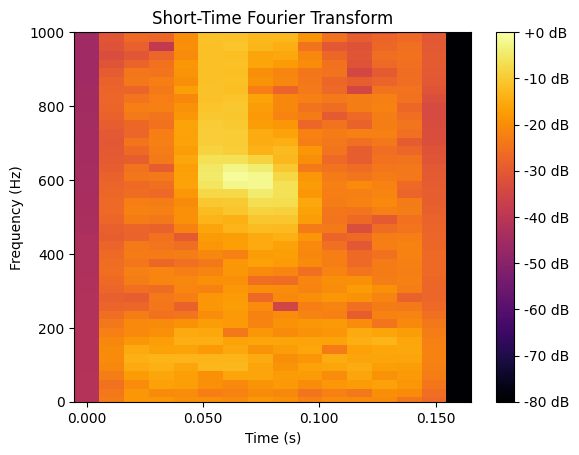 Short-Time Fourier Transform
Frequency (Hz)
1000
800
600
400
200
0
0.000
0.050
0.100
0.150
Time (s)
+0 dB
-10 dB
-20 dB
-30 dB
-40 dB
-50 dB
-60 dB
-70 dB
-80 dB